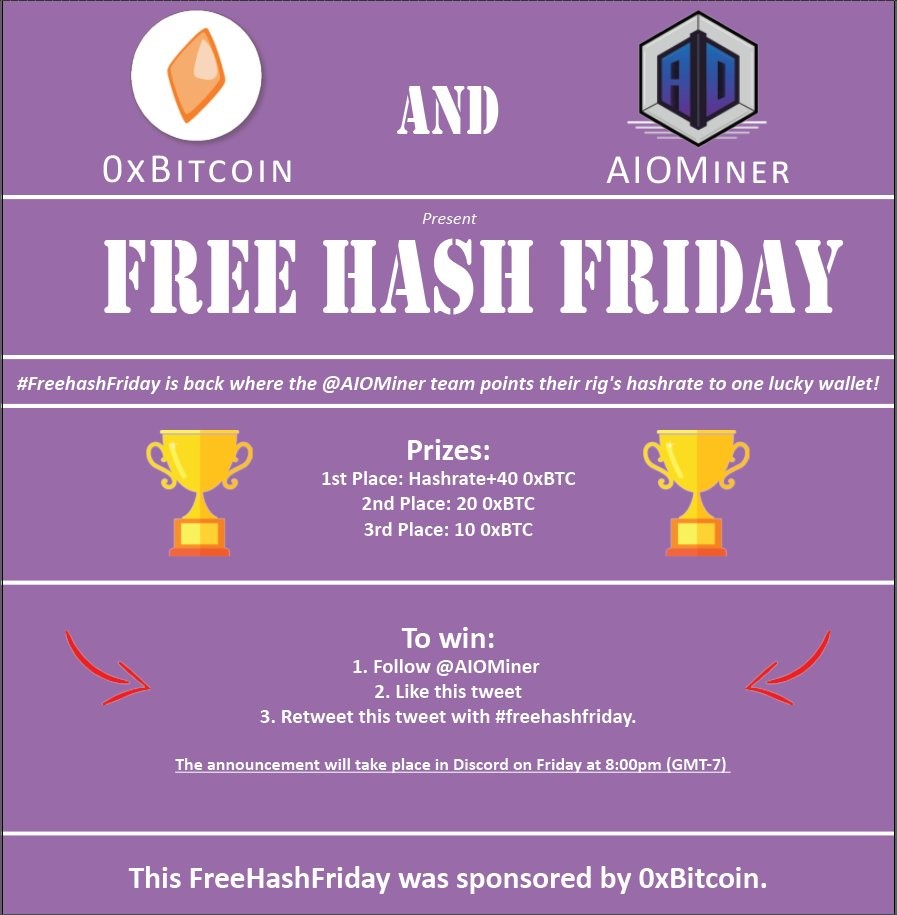 0xBitcoin
AND
AIOMiner
AD
Present
FREE HASH FRIDAY
#FreehashFriday is back where the @AIOMiner team points their rig's hashrate to one lucky wallet!
Prizes:
1st Place: Hashrate+40 0xBTC
2nd Place: 20 0xBTC
3rd Place: 10 0xBTC
To win:
1. Follow @AIOMiner
2. Like this tweet
3. Retweet this tweet with #freehashfriday.
The announcement will take place in Discord on Friday at 8:00pm (GMT-7)
This FreeHashFriday was sponsored by 0xBitcoin.